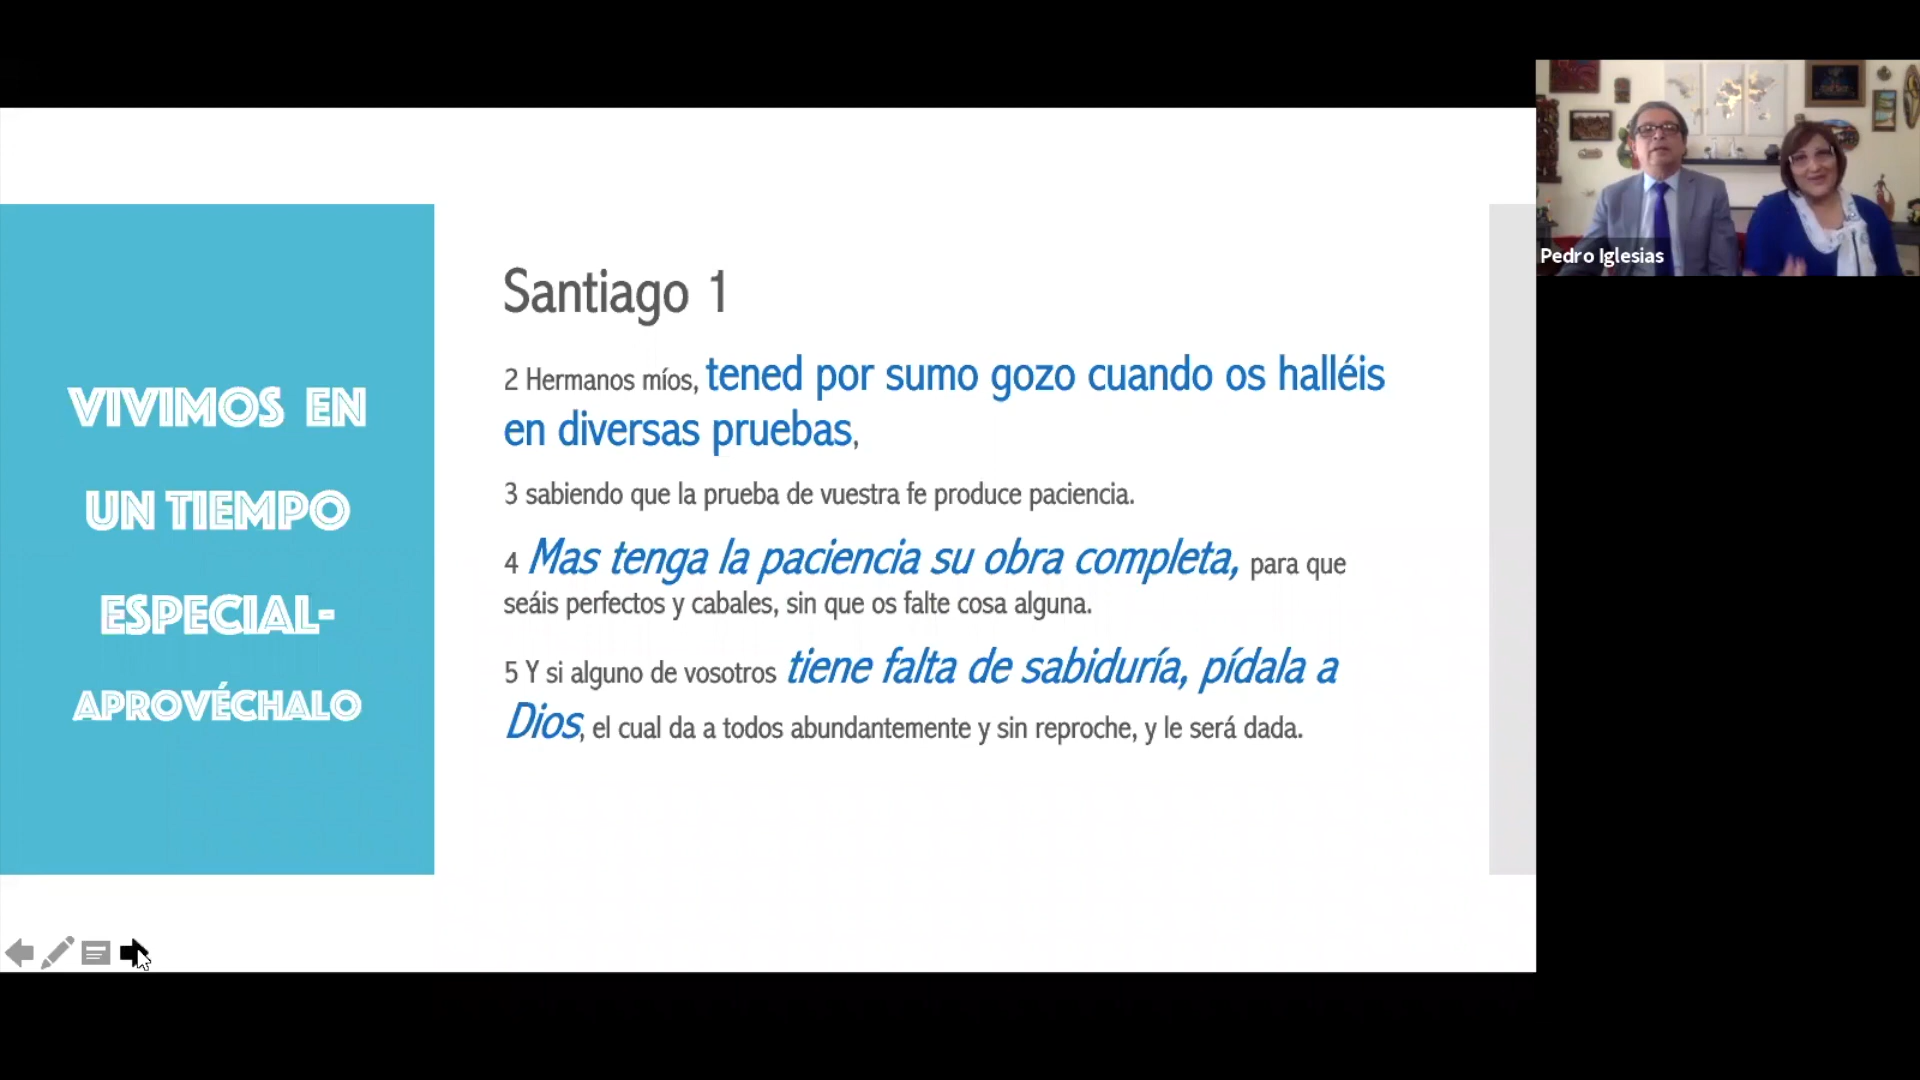 VIVIMOS EN
UN TIEMPO
ESPECIAL-
APROVÉCHALO
Santiago 1
2 Hermanos míos, tened por sumo gozo cuando os halléis
en diversas pruebas,
3 sabiendo que la prueba de vuestra fe produce paciencia.
4 Mas tenga la paciencia su obra completa, para que
seáis perfectos y cabales, sin que os falte cosa alguna.
5 Y si alguno de vosotros tiene falta de sabiduría, pídala a
Dios, el cual da a todos abundantemente y sin reproche, y le será dada.
Pedro Iglesias